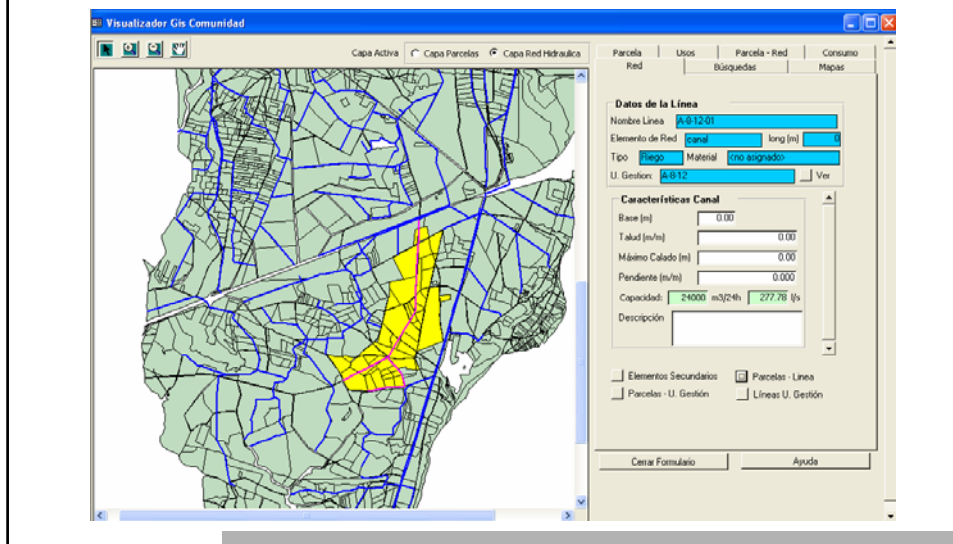 Visualizador Gis Comunidad
Capa Activa Capa Parcelas Capa Red Hidraulica
Parcela Usos Parcela - Red Consumo
Red Búsquedas Mapas
Datos de la Línea
Nombre Linea A-8-12-01
Elemento de Red canal long (m) 0
Tipo Riego Material <no asignado>
U. Gestion: A-8-12 Ver
Características Canal
Base (m) 0.00
Talud (m/m) 0.00
Máximo Calado (m) 0.00
Pendiente (m/m) 0.000
Capacidad: 24000 m3/24h 277.78 l/s
Descripción
Elementos Secundarios Parcelas - Linea
Parcelas - U. Gestión Líneas U. Gestión
Cerrar Formulario Ayuda